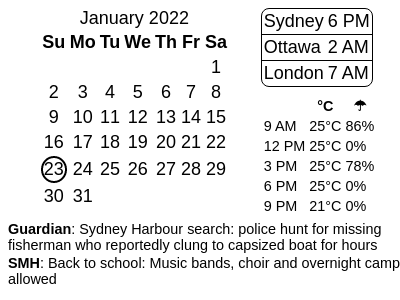 January 2022
Su Mo Tu We Th Fr Sa
1
2 3 4 5 6 7 8
9 10 11 12 13 14 15
16 17 18 19 20 21 22
23 24 25 26 27 28 29
30 31
Sydney 6 PM
Ottawa 2 AM
London 7 AM
°C ☂
9 AM 25°C 86%
12 PM 25°C 0%
3 PM 25°C 78%
6 PM 25°C 0%
9 PM 21°C 0%
Guardian: Sydney Harbour search: police hunt for missing
fisherman who reportedly clung to capsized boat for hours
SMH: Back to school: Music bands, choir and overnight camp
allowed